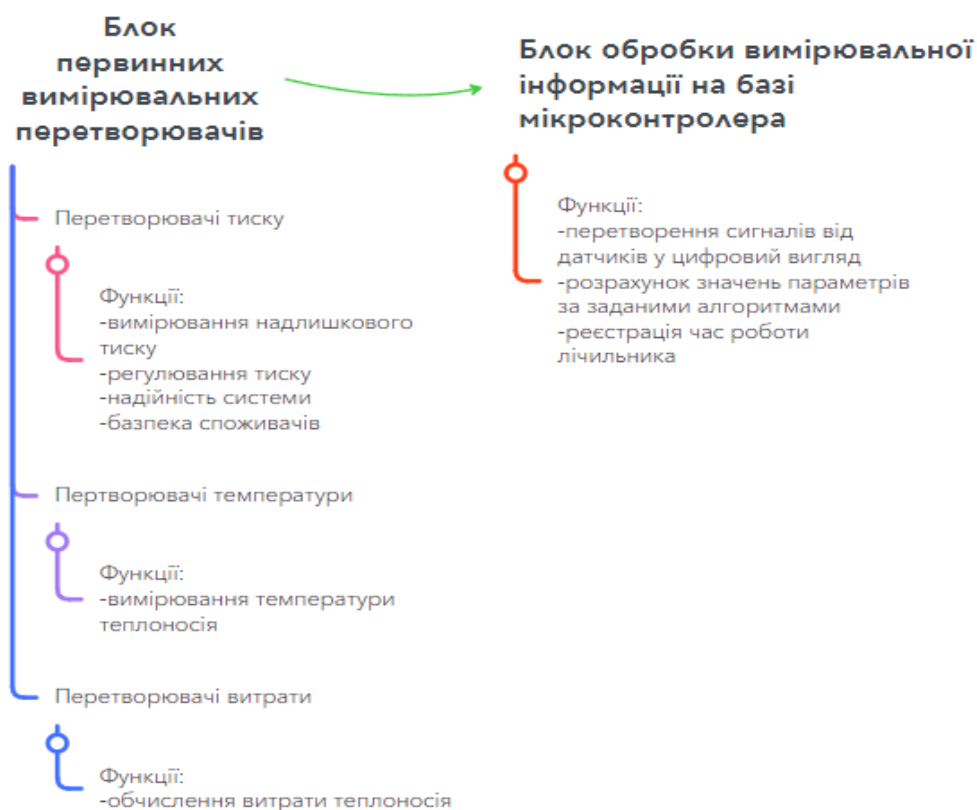 Блок
первинних
вимірювальних
перетворювачів
Блок обробки вимірювальної
інформації на базі
мікроконтролера
Перетворювачі тиску
Функції:
-вимірювання надлишкового
тиску
-регулювання тиску
-надійність системи
-базпека споживачів
Пертворювачі температури
Функції:
-вимірювання температури
теплоносія
Перетворювачі витрати
Функції:
-обчислення витрати теплоносія
Функції:
-перетворення сигналів від
датчиків у цифровий вигляд
-розрахунок значень параметрів
за заданими алгоритмами
-реєстрація час роботи
лічильника